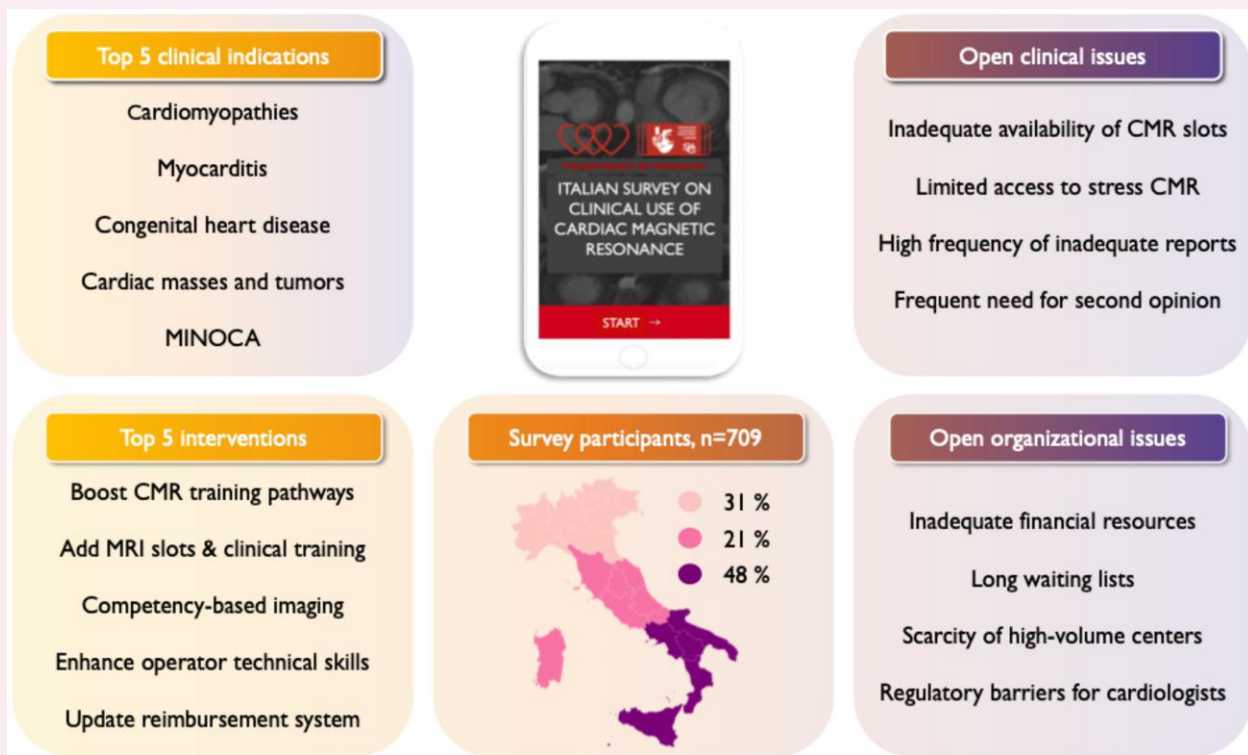 Top 5 clinical indications
Cardiomyopathies
Myocarditis
Congenital heart disease
Cardiac masses and tumors
MINOCA
ITALIAN SURVEY ON
CLINICAL USE OF
CARDIAC MAGNETIC
RESONANCE
START →
Open clinical issues
Inadequate availability of CMR slots
Limited access to stress CMR
High frequency of inadequate reports
Frequent need for second opinion
Top 5 interventions
Boost CMR training pathways
Add MRI slots & clinical training
Competency-based imaging
Enhance operator technical skills
Update reimbursement system
Survey participants, n=709
31 %
21 %
48 %
Open organizational issues
Inadequate financial resources
Long waiting lists
Scarcity of high-volume centers
Regulatory barriers for cardiologists